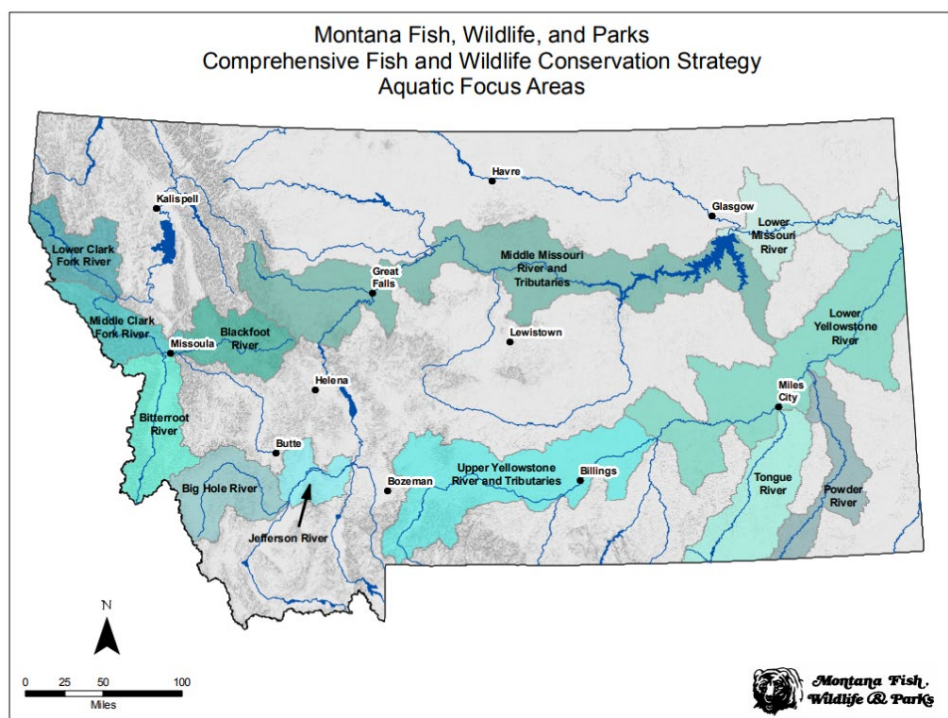 Montana Fish, Wildlife, and Parks
Comprehensive Fish and Wildlife Conservation Strategy
Aquatic Focus Areas
Havre
Kalispell
Glasgow
Lower
Missouri
River
Lower Clark
Fork River
Great
Falls
Middle Missouri
River and
Tributaries
Middle Clark
Fork River
Blackfoot
River
Missoula
Lewistown
Lower
Yellowstone
River
Helena
Miles
City
Bitterroot
River
Butte
Big Hole River
Bozeman
Upper Yellowstone
River and Tributaries
Billings
Tongue
River
Powder
River
Jefferson River
N
0 25 50 100
Miles
Montana Fish,
Wildlife & Parks